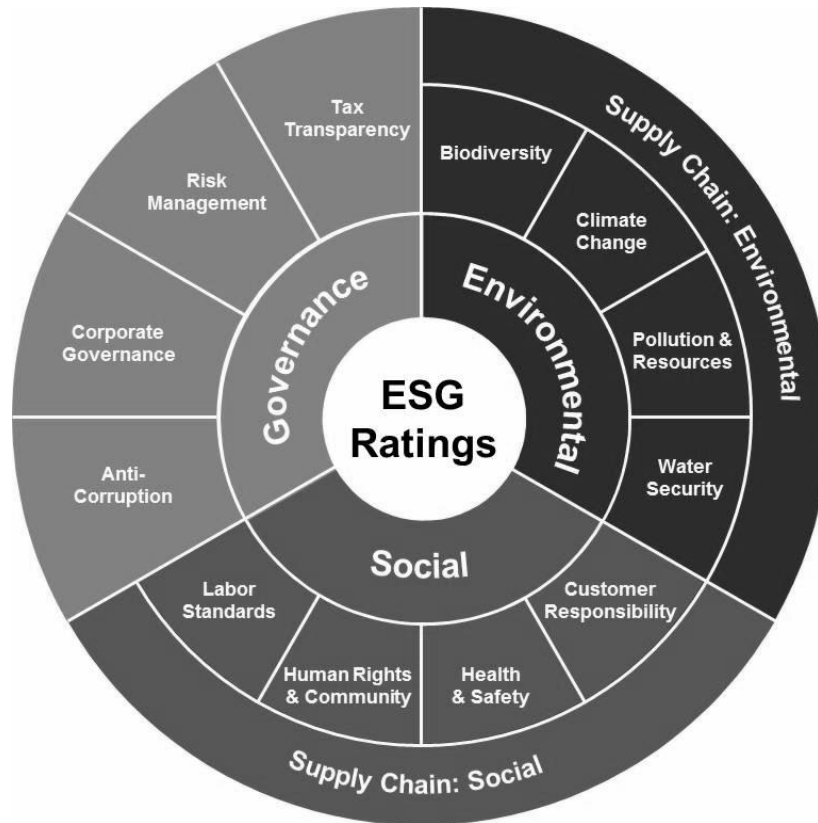 ESG
Ratings
Environmental
Biodiversity
Climate
Change
Pollution &
Resources
Water
Security
Supply Chain: Environmental
Social
Customer
Responsibility
Health
& Safety
Human Rights
& Community
Labor
Standards
Supply Chain: Social
Governance
Anti-
Corruption
Corporate
Governance
Risk
Management
Tax
Transparency